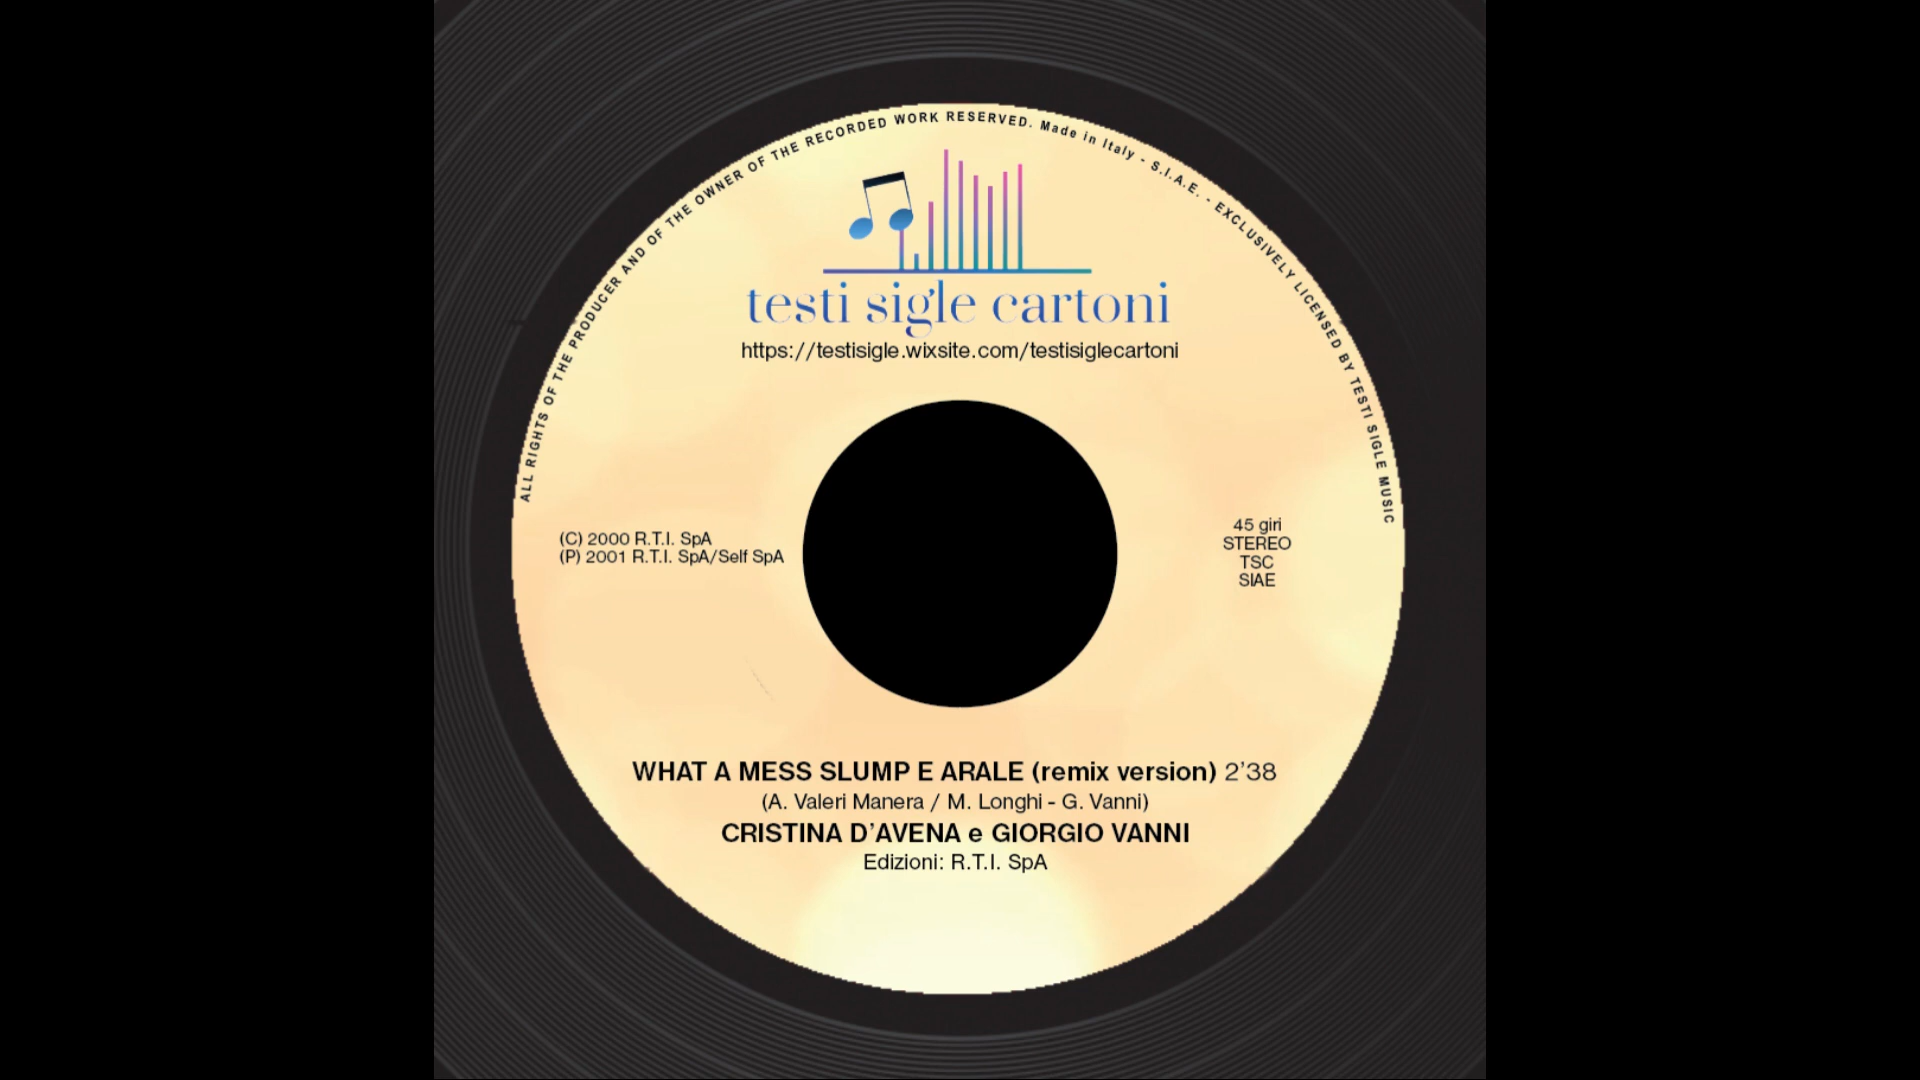 ALL RIGHTS OF THE PRODUCER AND OF THE OWNER OF THE RECORDED WORK RESERVED. Made in Italy - S.I.A.E. - EXCLUSIVELY LICENSED BY TESTI SIGLE MUSIC
testi sigle cartoni
https://testisigle.wixsite.com/testisiglecartoni
(C) 2000 R.T.I. SpA
(P) 2001 R.T.I. SpA/Self SpA
45 giri
STEREO
TSC
SIAE
WHAT A MESS SLUMP E ARALE (remix version) 2’38
(A. Valeri Manera / M. Longhi - G. Vanni)
CRISTINA D’AVENA e GIORGIO VANNI
Edizioni: R.T.I. SpA